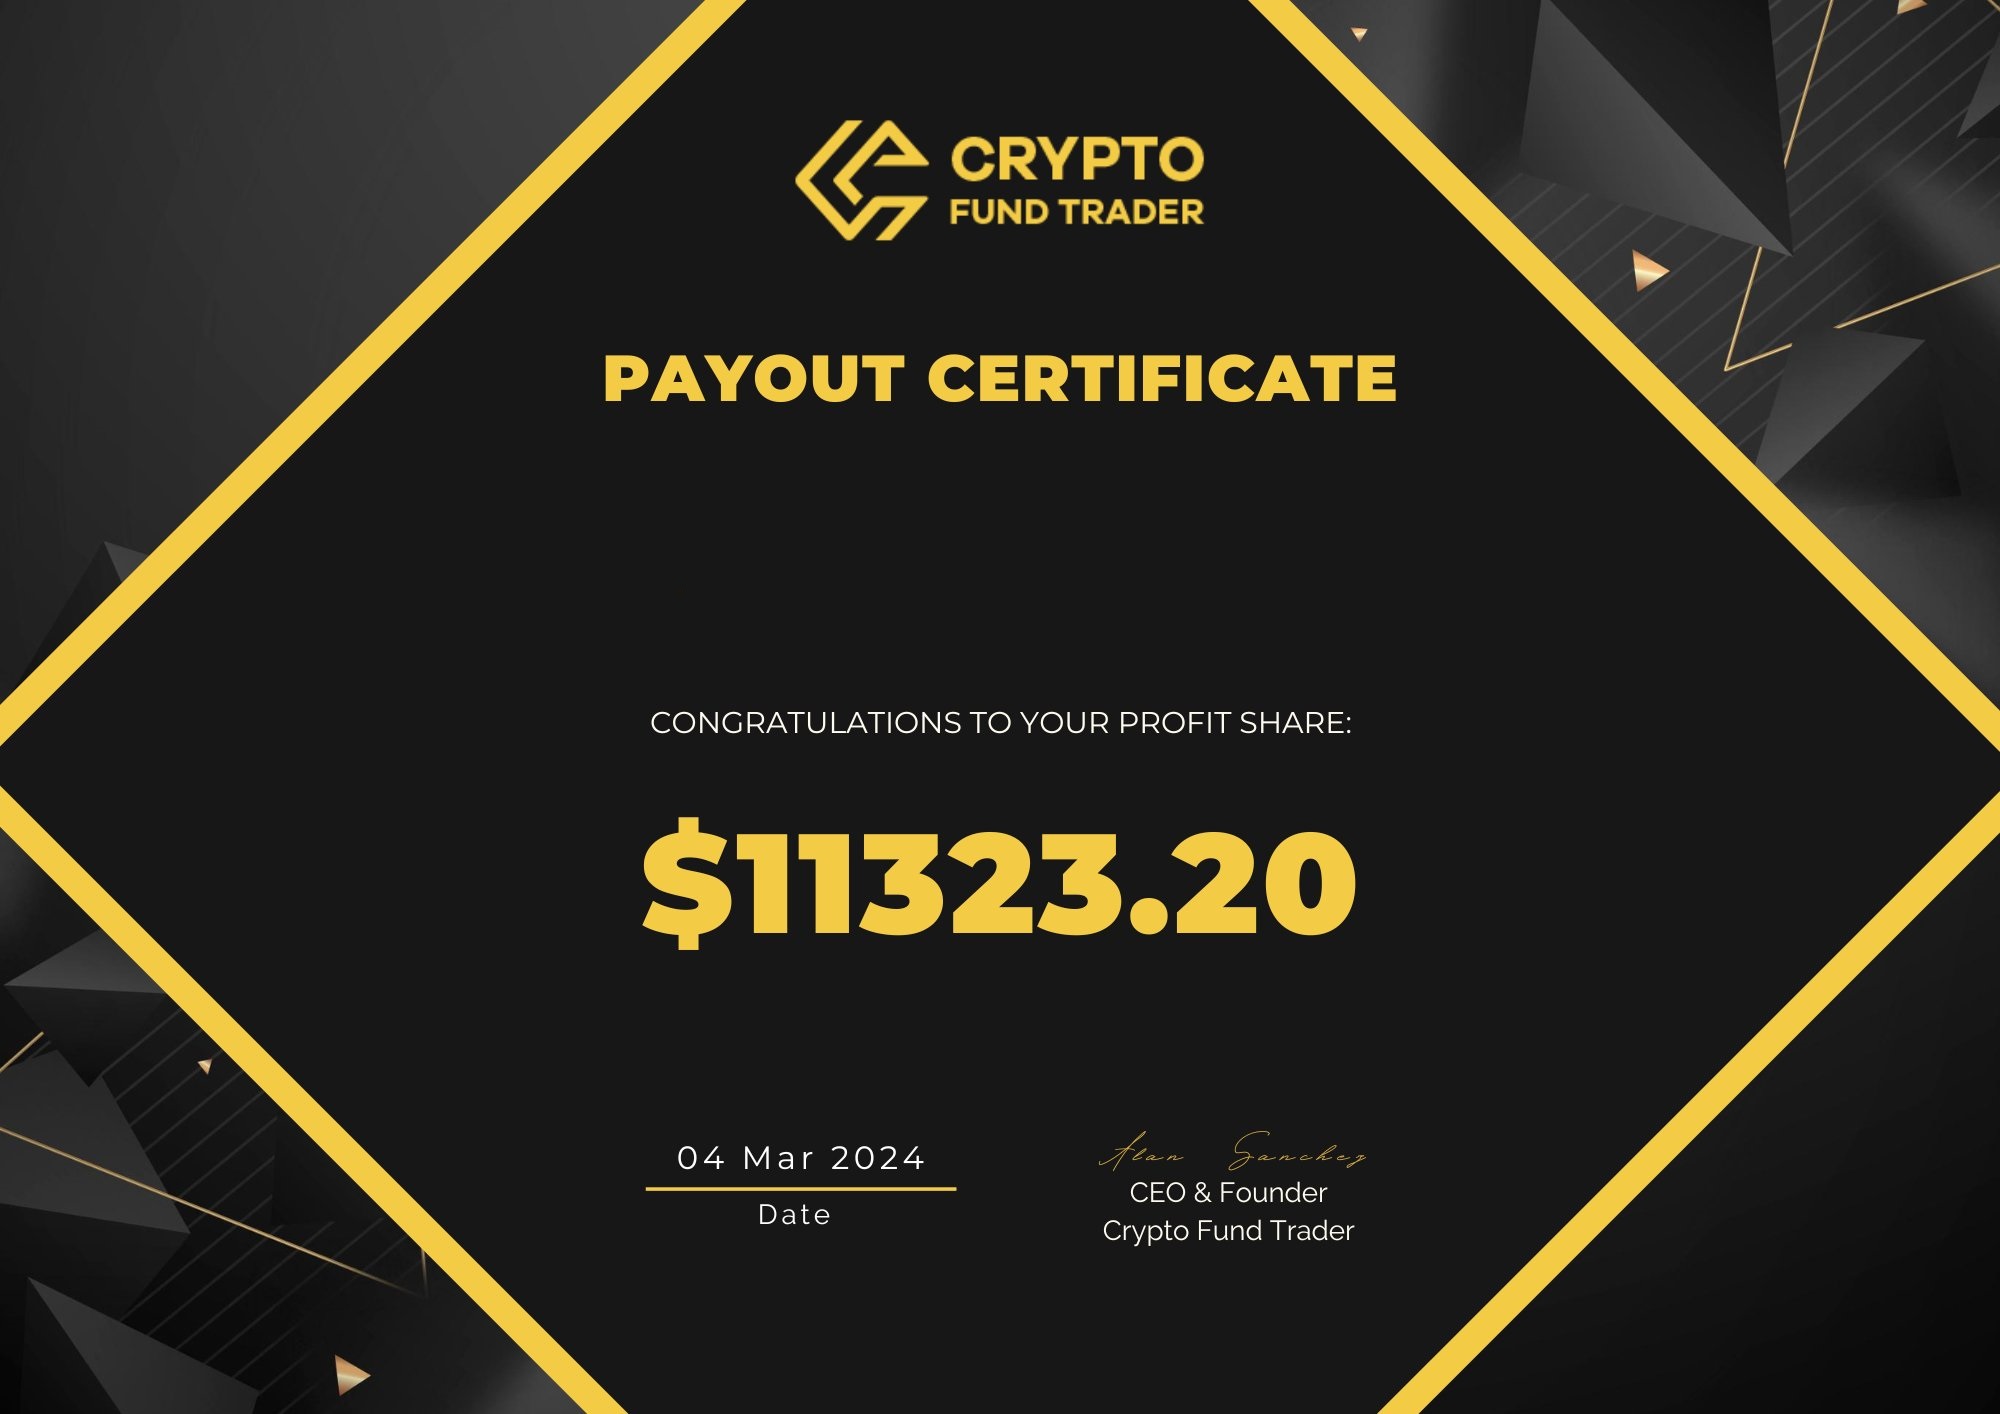 CRYPTO
FUND TRADER
PAYOUT CERTIFICATE
CONGRATULATIONS TO YOUR PROFIT SHARE:
$11323.20
04 Mar 2024
Date
Alan Sanchez
CEO & Founder
Crypto Fund Trader